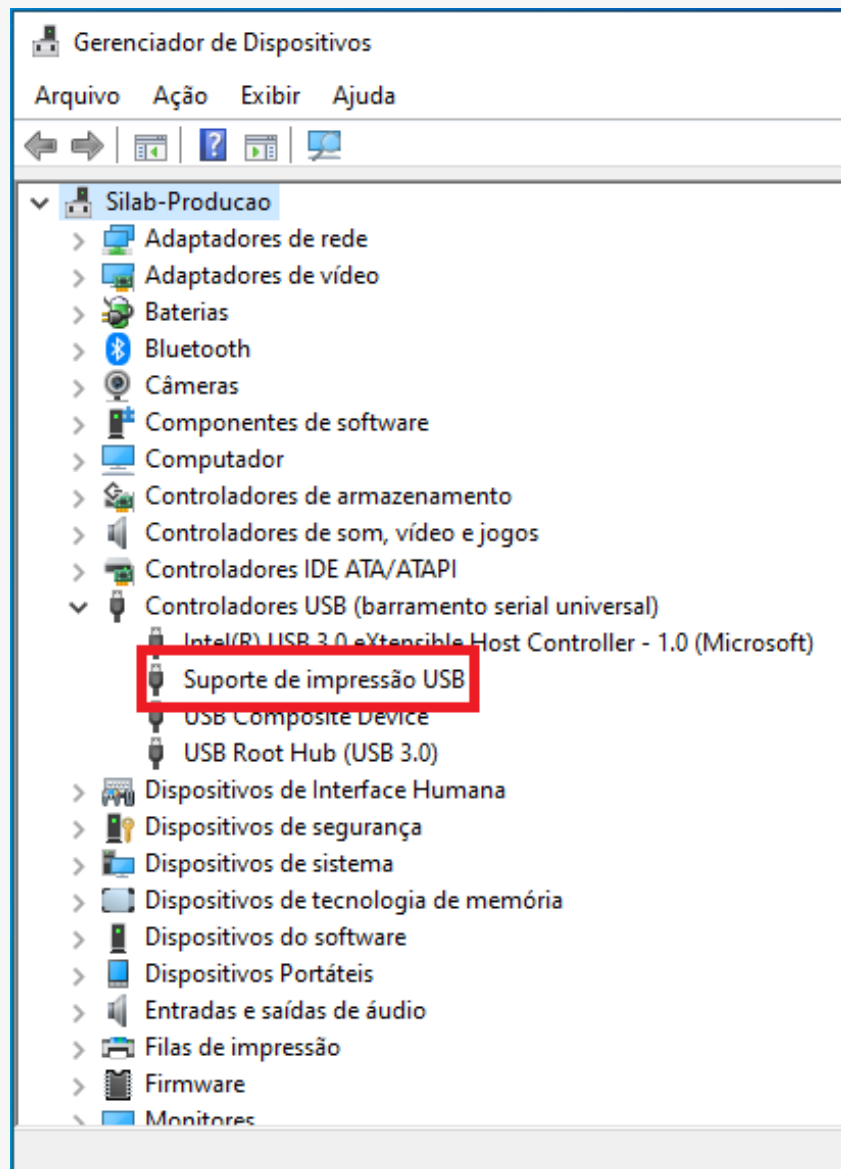 Gerenciador de Dispositivos
Arquivo Ação Exibir Ajuda
Silab-Producao
Adaptadores de rede
Adaptadores de vídeo
Baterias
Bluetooth
Câmeras
Componentes de software
Computador
Controladores de armazenamento
Controladores de som, vídeo e jogos
Controladores IDE ATA/ATAPI
Controladores USB (barramento serial universal)
Intel(R) USB 3.0 eXtensible Host Controller - 1.0 (Microsoft)
Suporte de impressão USB
USB Composite Device
USB Root Hub (USB 3.0)
Dispositivos de Interface Humana
Dispositivos de segurança
Dispositivos de sistema
Dispositivos de tecnologia de memória
Dispositivos do software
Dispositivos Portáteis
Entradas e saídas de áudio
Filas de impressão
Firmware
Monitores